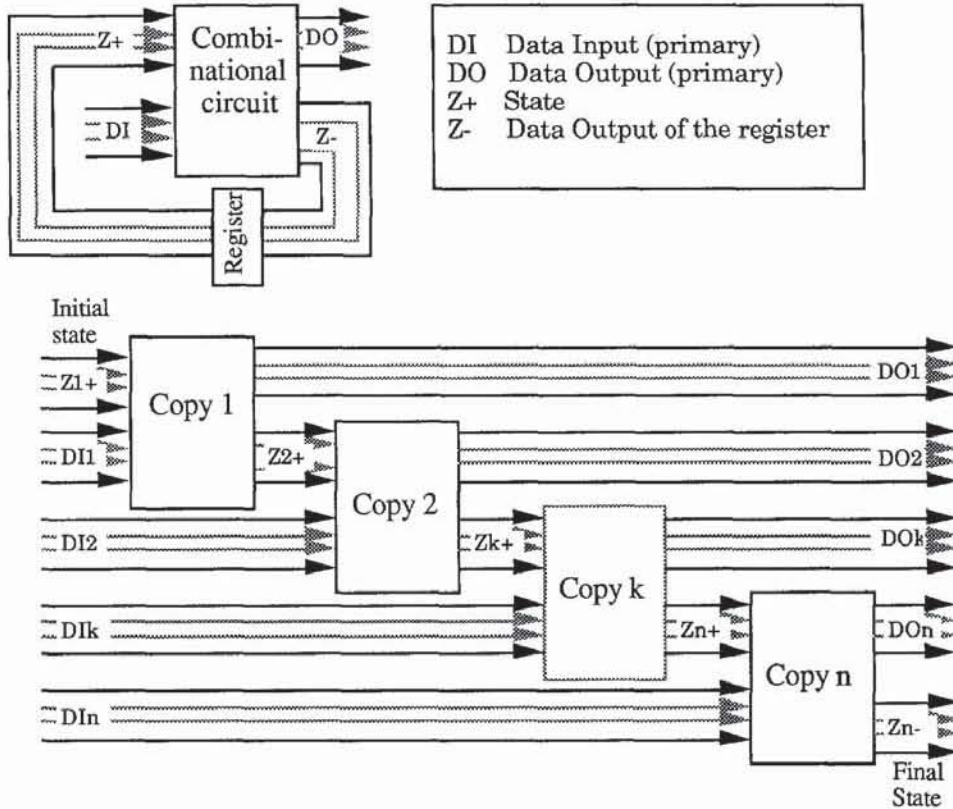 Z+
Combi-
national
circuit
DO
DI
Z-
Register
DI Data Input (primary)
DO Data Output (primary)
Z+ State
Z- Data Output of the register
Initial
state
Z1+
Copy 1
DO1
DI1
Z2+
Copy 2
DO2
DI2
Zk+
Copy k
DOk
DIk
Zn+
Copy n
DOn
DIn
Zn-
Final
State